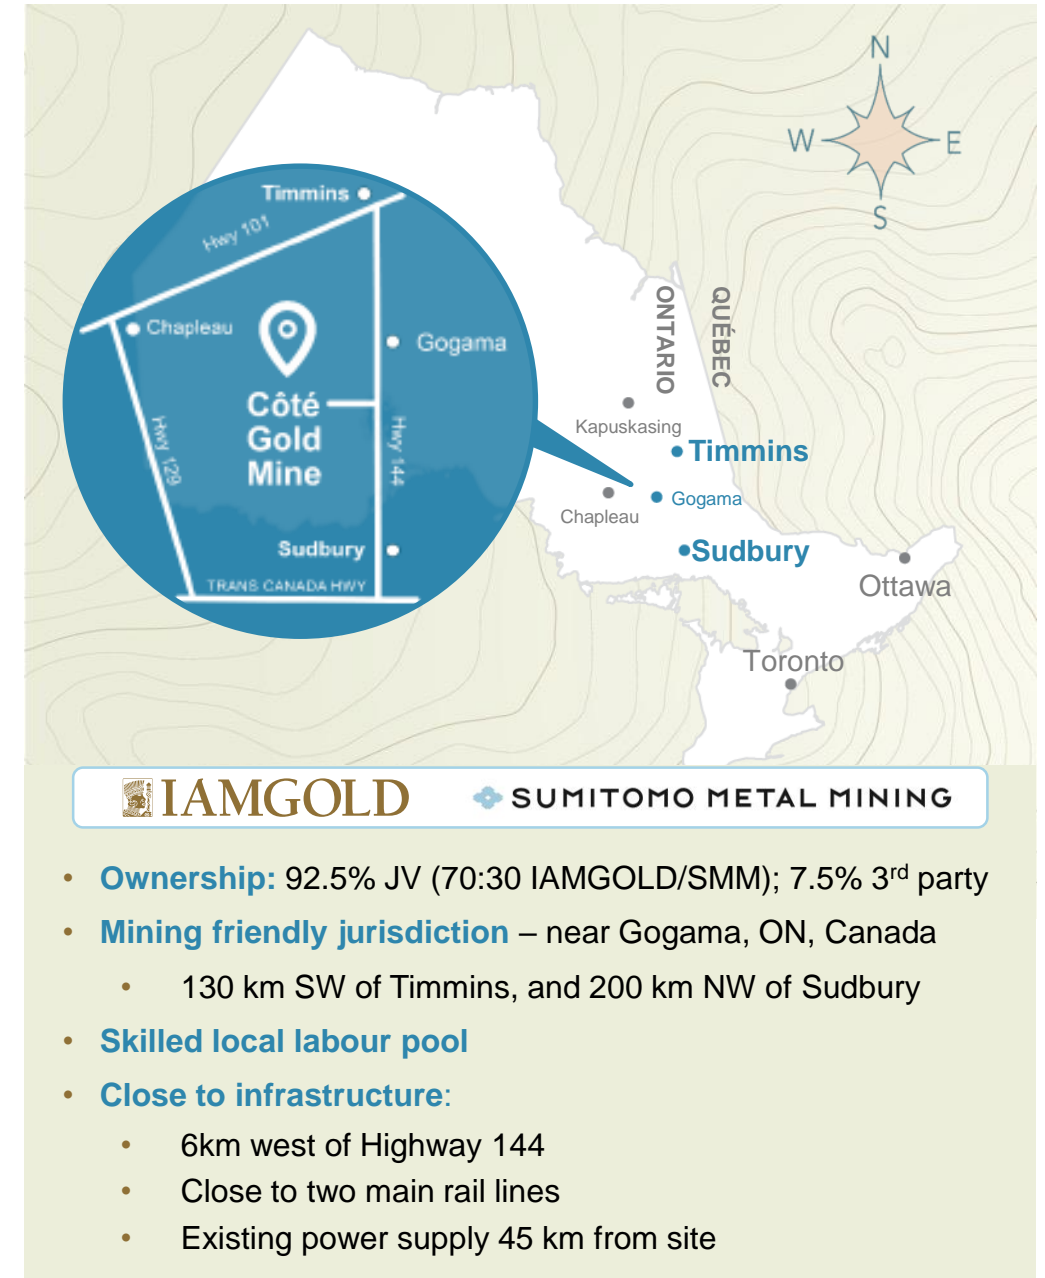 N
W
E
S
Timmins
Hwy 101
Chapleau
Gogama
Côté
Gold
Mine
Hwy 129
Hwy 144
Sudbury
TRANS CANADA HWY
ONTARIO
QUÉBEC
Kapuskasing
Timmins
Gogama
Chapleau
Sudbury
Ottawa
Toronto
IAMGOLD
SUMITOMO METAL MINING
• Ownership: 92.5% JV (70:30 IAMGOLD/SMM); 7.5% 3rd party
• Mining friendly jurisdiction – near Gogama, ON, Canada
• 130 km SW of Timmins, and 200 km NW of Sudbury
• Skilled local labour pool
• Close to infrastructure:
• 6km west of Highway 144
• Close to two main rail lines
• Existing power supply 45 km from site